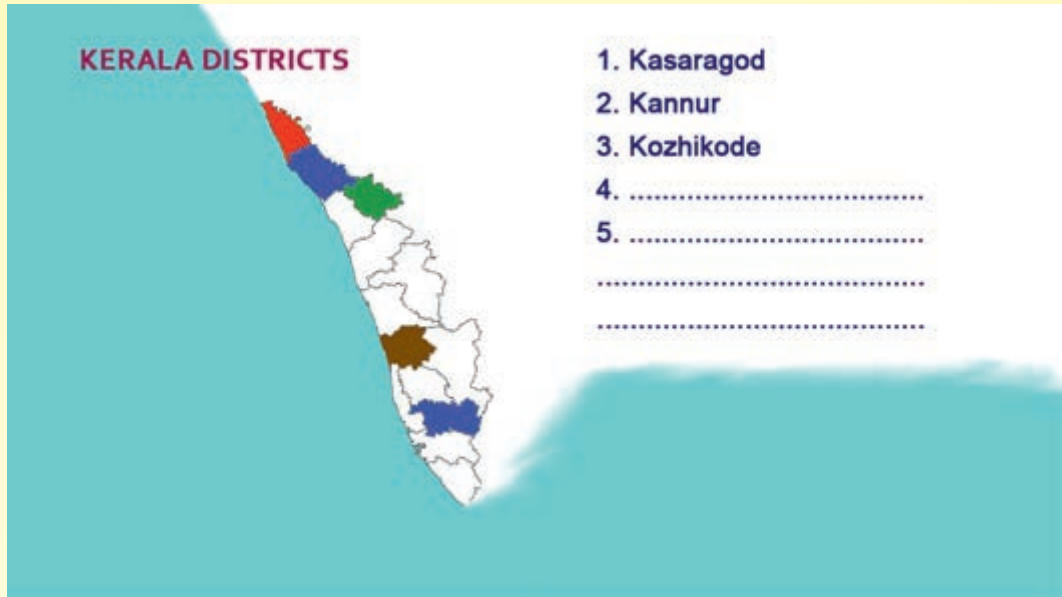 KERALA DISTRICTS
1. Kasaragod
2. Kannur
3. Kozhikode
4. ....................................
5. ....................................
........................................
........................................